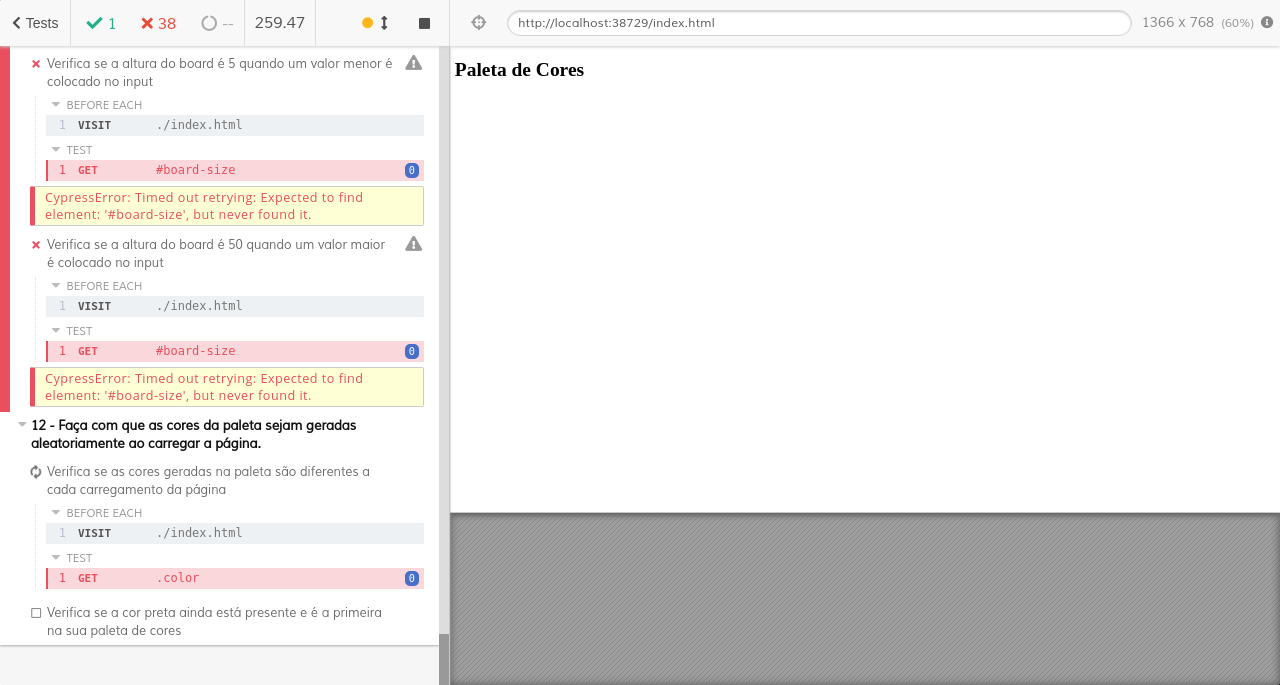 Tests
1
38
--
259.47
http://localhost:38729/index.html
1366 x 768 (60%)
Verifica se a altura do board é 5 quando um valor menor é
colocado no input
BEFORE EACH
1 VISIT ./index.html
TEST
1 GET #board-size 0
CypressError: Timed out retrying: Expected to find
element: '#board-size', but never found it.
Verifica se a altura do board é 50 quando um valor maior
é colocado no input
BEFORE EACH
1 VISIT ./index.html
TEST
1 GET #board-size 0
CypressError: Timed out retrying: Expected to find
element: '#board-size', but never found it.
12 - Faça com que as cores da paleta sejam geradas
aleatoriamente ao carregar a página.
Verifica se as cores geradas na paleta são diferentes a
cada carregamento da página
BEFORE EACH
1 VISIT ./index.html
TEST
1 GET .color 0
Verifica se a cor preta ainda está presente e é a primeira
na sua paleta de cores
Paleta de Cores